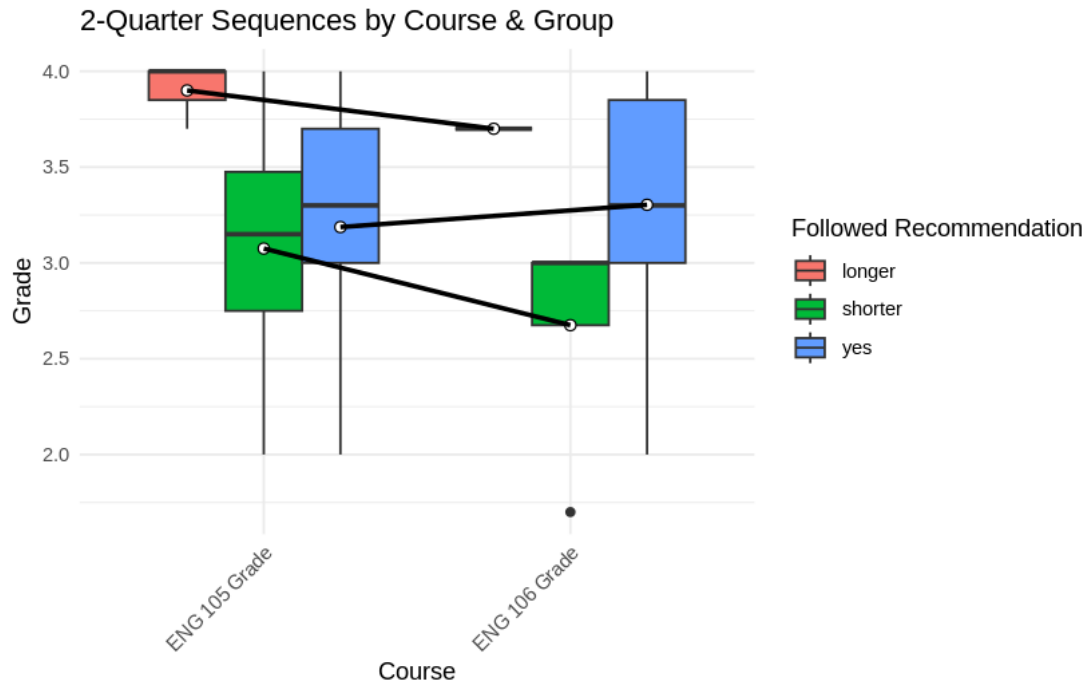 2-Quarter Sequences by Course & Group
4.0
3.5
3.0
2.5
2.0
Grade
ENG 105 Grade
ENG 106 Grade
Course
Followed Recommendation
longer
shorter
yes